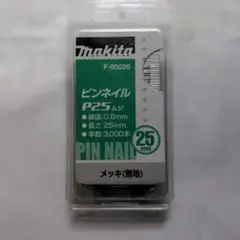 makita
F-00026
ピンネイル
P25ムジ
●線径:0.6mm
●長さ:25mm
●本数:3,000本
25
PIN NAIL
メッキ(無地)